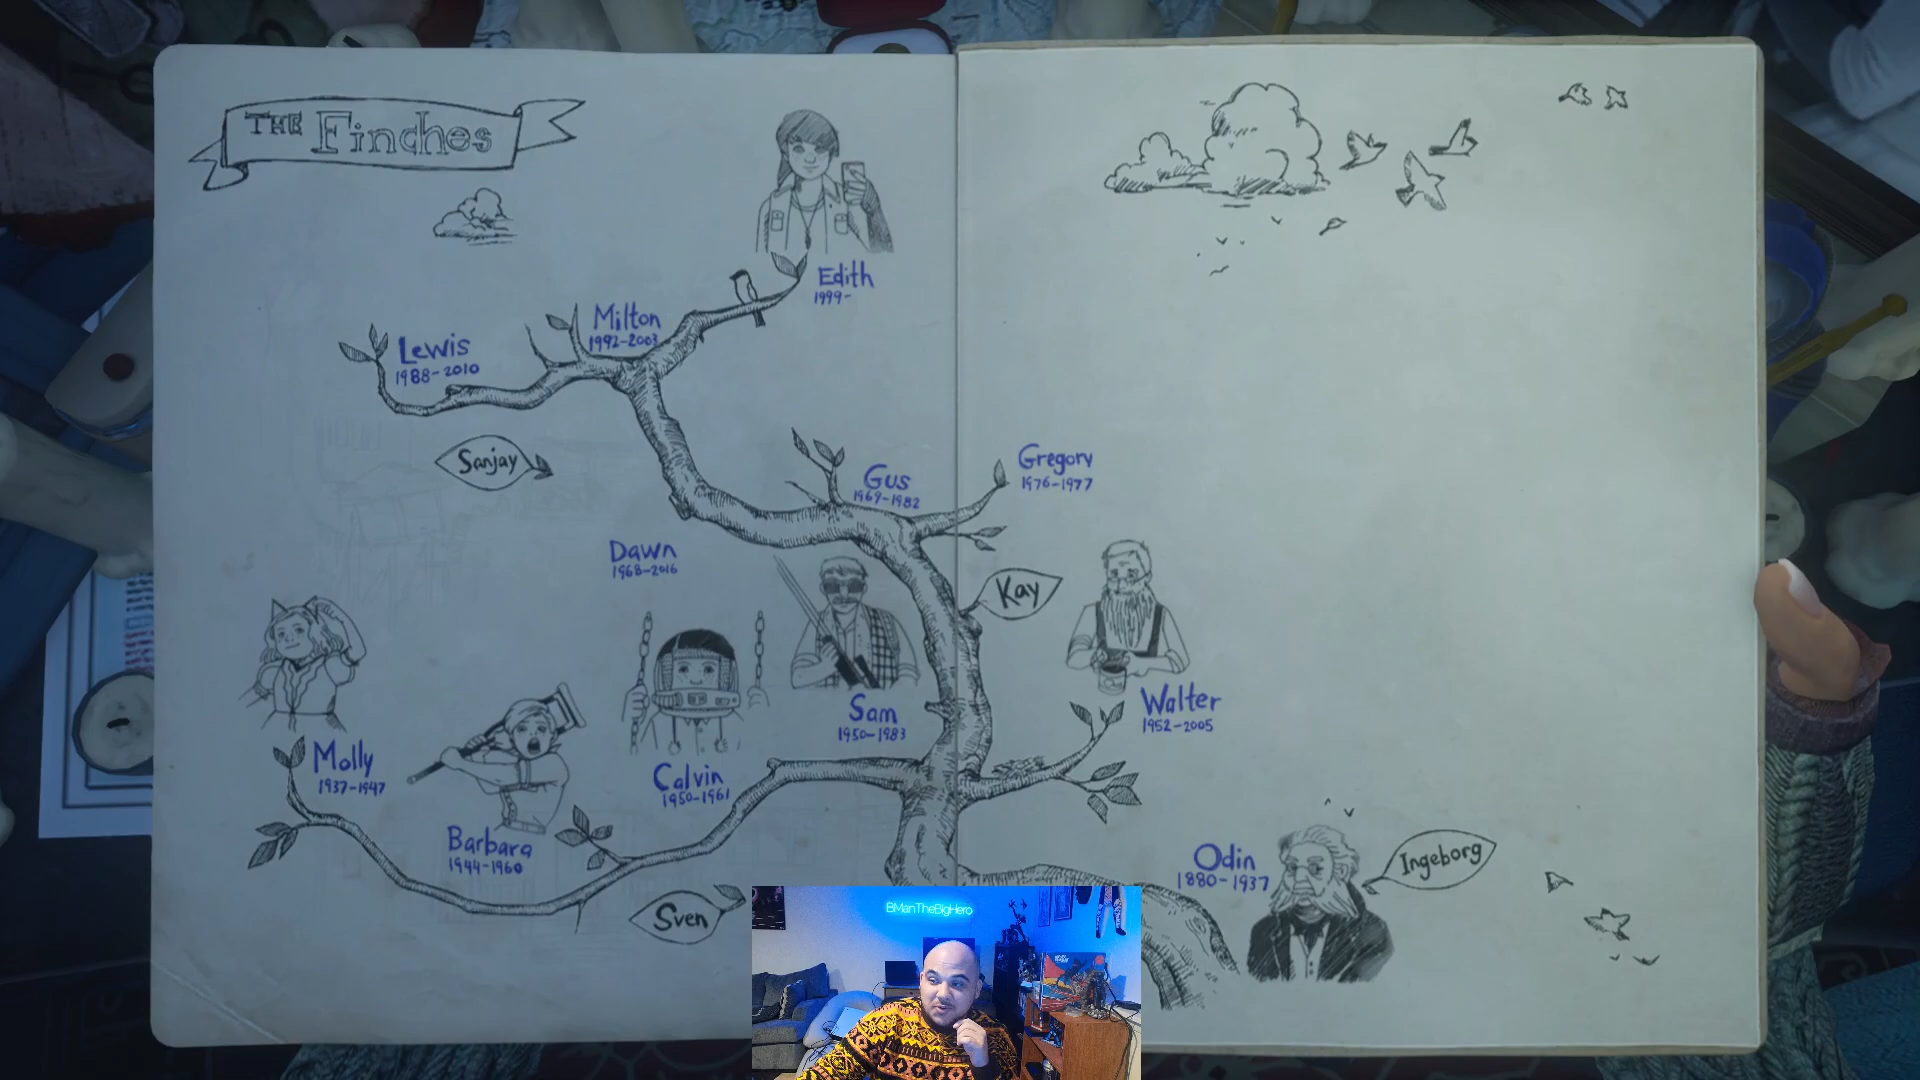 THE Finches
Edith
1999-
Milton
1992-2003
Lewis
1988-2010
Sanjay
Gus
1969-1982
Gregory
1976-1977
Dawn
1968-2016
Kay
Sam
1950-1983
Walter
1952-2005
Molly
1937-1947
Calvin
1950-1961
Barbara
1944-1960
Odin
1880-1937
Ingeborg
Sven
BManTheBigHero